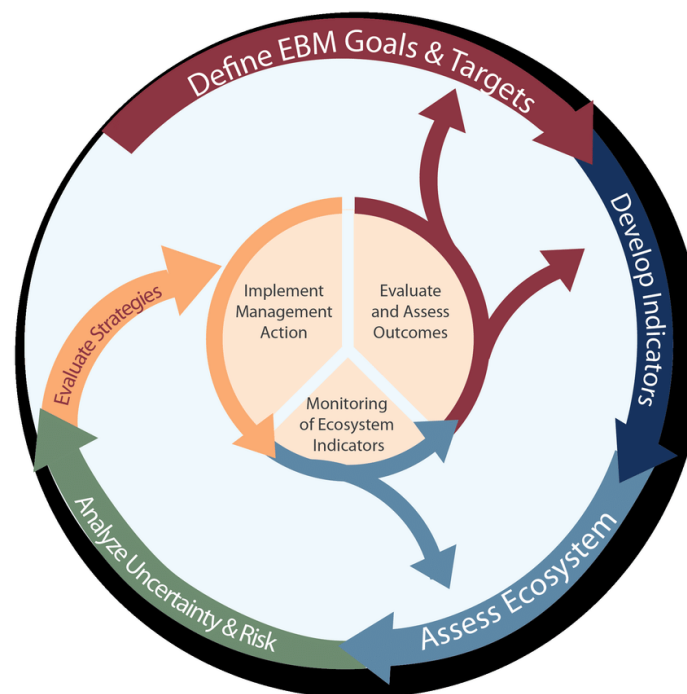 Define EBM Goals & Targets
Develop Indicators
Assess Ecosystem
Analyze Uncertainty & Risk
Evaluate Strategies
Implement
Management
Action
Evaluate
and Assess
Outcomes
Monitoring
of Ecosystem
Indicators